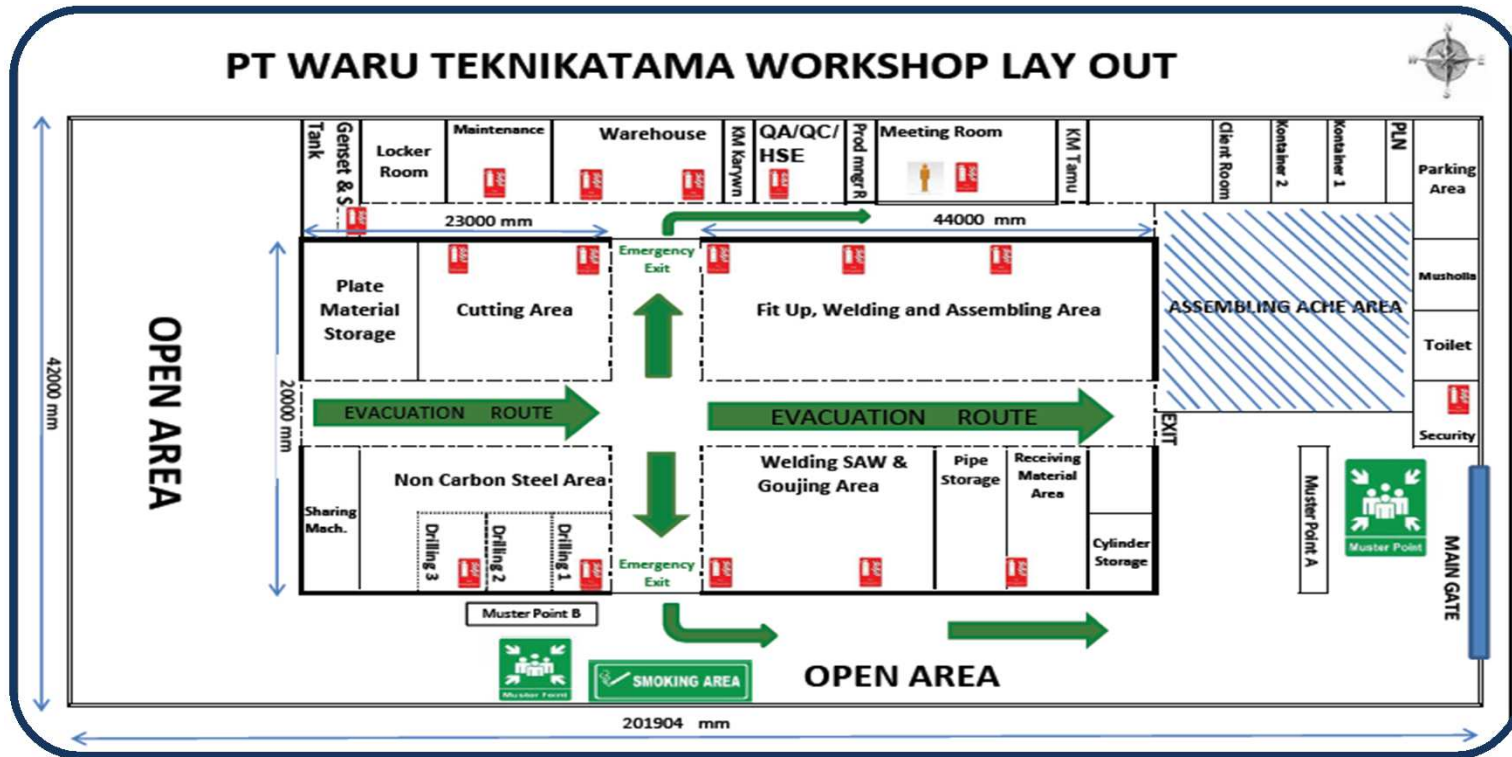 PT WARU TEKNIKATAMA WORKSHOP LAY OUT
N
W
E
S
Tank
Genset & S
Locker
Room
Maintenance
Warehouse
KM Karywn
QA/QC/
HSE
Prod mngr R
Meeting Room
KM Tamu
Client Room
Kontainer 2
Kontainer 1
PLN
Parking
Area
23000 mm
44000 mm
Emergency
Exit
Plate
Material
Storage
Cutting Area
Fit Up, Welding and Assembling Area
ASSEMBLING ACHE AREA
Musholla
Toilet
Security
OPEN AREA
42000 mm
20000 mm
EVACUATION ROUTE
EVACUATION ROUTE
EXIT
Sharing
Mach.
Non Carbon Steel Area
Drilling 3
Drilling 2
Drilling 1
Welding SAW &
Goujing Area
Pipe
Storage
Receiving
Material
Area
Cylinder
Storage
Muster Point A
Muster Point
MAIN GATE
Emergency
Exit
Muster Point B
Muster Point
SMOKING AREA
OPEN AREA
201904 mm